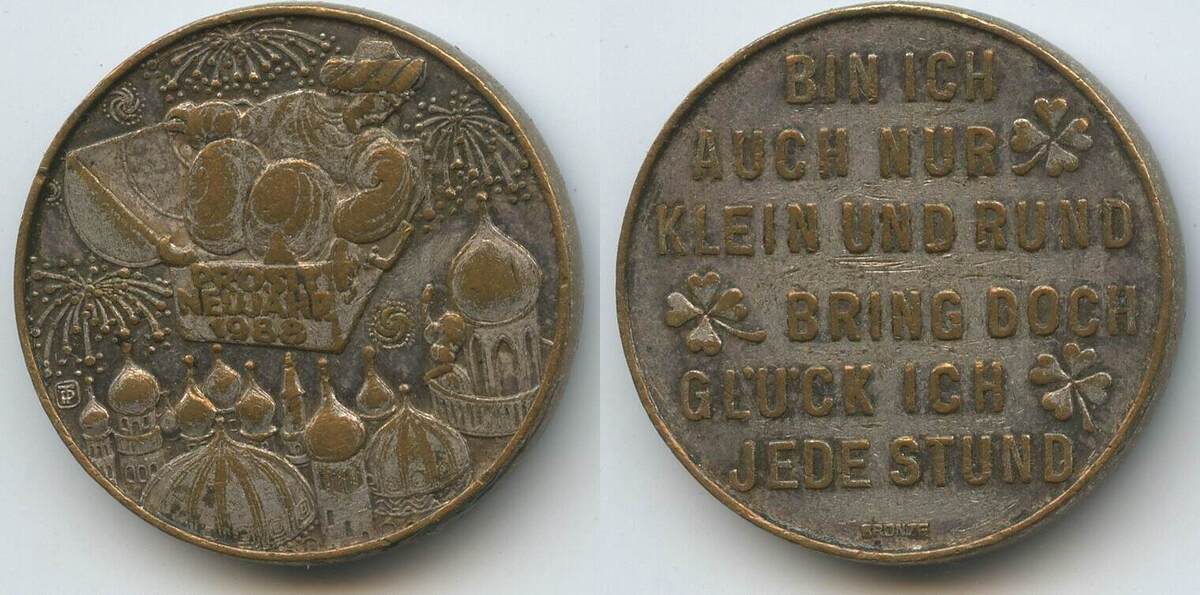 PROSIT
NEUJAHR
1988
BIN ICH
AUCH NUR
KLEIN UND RUND
BRING DOCH
GLÜCK ICH
JEDE STUND
BRONZE